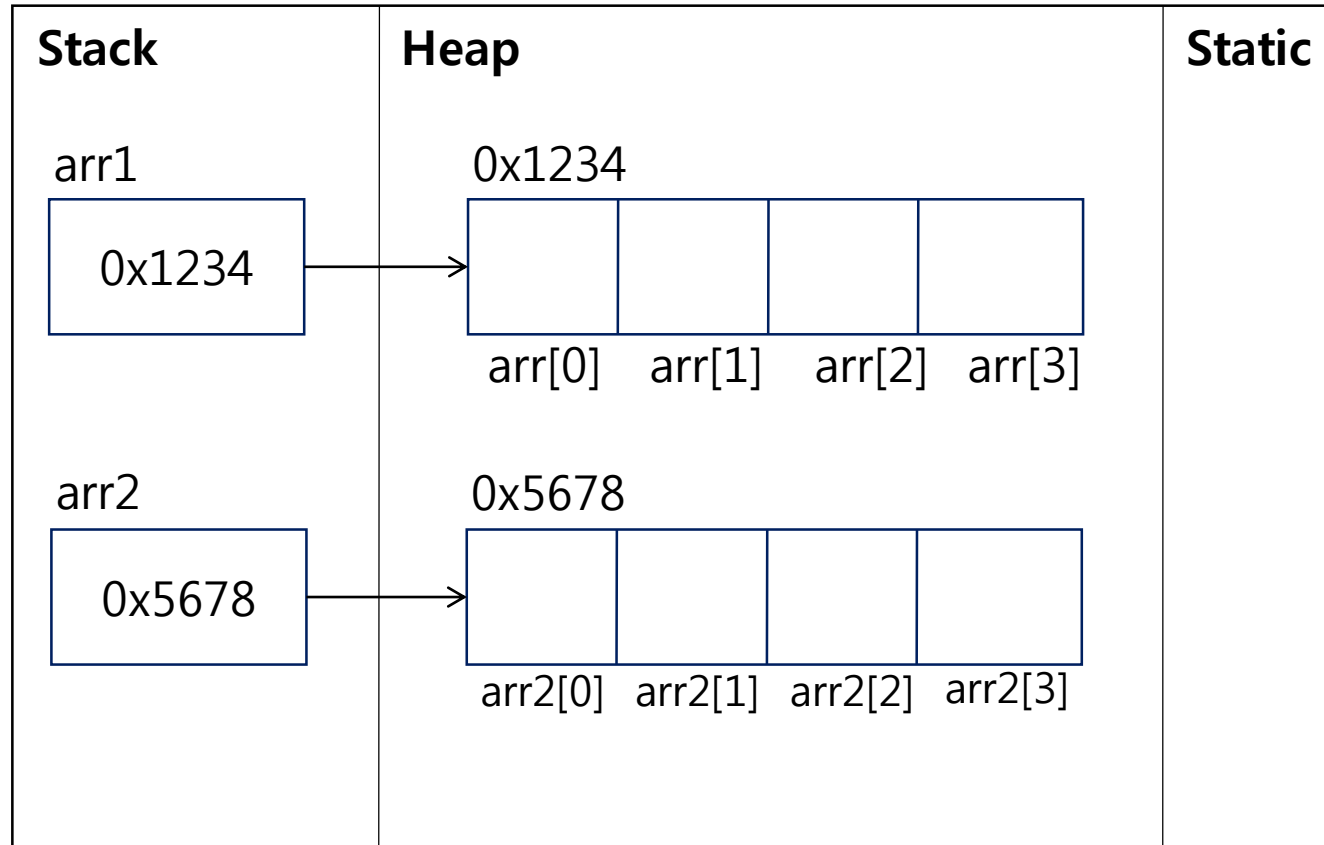 Stack Heap Static
arr1 0x1234
0x1234
arr[0] arr[1] arr[2] arr[3]
arr2 0x5678
0x5678
arr2[0] arr2[1] arr2[2] arr2[3]